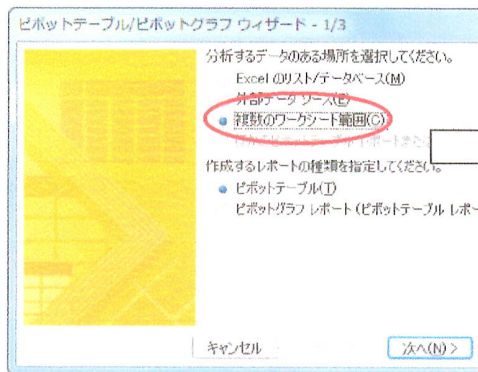 ピボットテーブル/ピボットグラフ ウィザード - 1/3
分析するデータのある場所を選択してください。
Excel のリスト/データベース(M)
外部データ ソース(E)
複数のワークシート範囲(C)
作成するレポートの種類を指定してください。
ピボットテーブル(T)
ピボットグラフ レポート (ピボットテーブル レポー
キャンセル
次へ(N) >